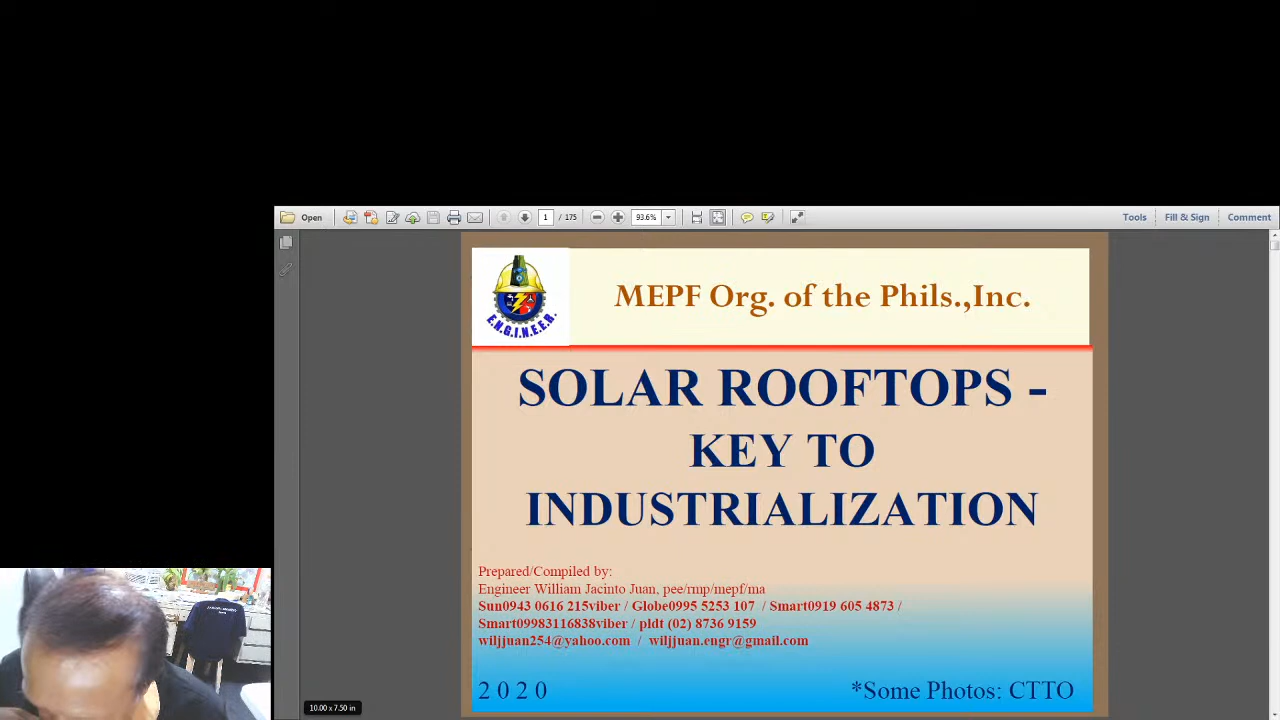 Open
1 / 175
93.6%
Tools
Fill & Sign
Comment
E.N.G.I.N.E.E.R.
MEPF Org. of the Phils.,Inc.
SOLAR ROOFTOPS -
KEY TO
INDUSTRIALIZATION
Prepared/Compiled by:
Engineer William Jacinto Juan, pee/rmp/mepf/ma
Sun0943 0616 215viber / Globe0995 5253 107 / Smart0919 605 4873 /
Smart09983116838viber / pldt (02) 8736 9159
wiljjuan254@yahoo.com / wiljjuan.engr@gmail.com
2 0 2 0
*Some Photos: CTTO
10.00 x 7.50 in